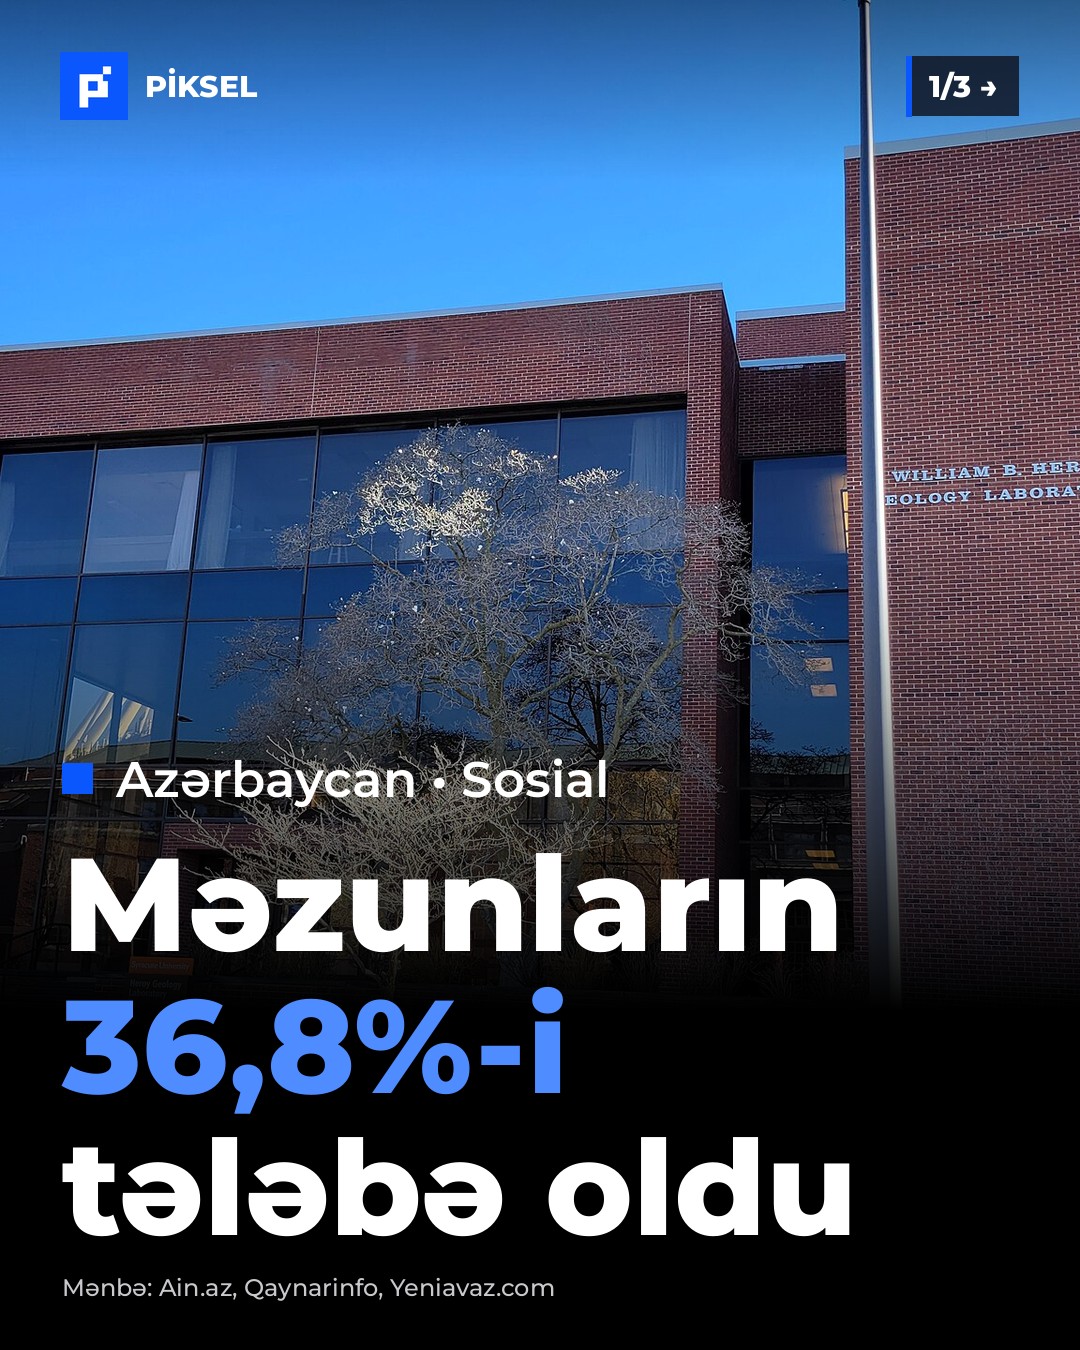 PİKSEL
1/3 →
WILLIAM B. HER
EOLOGY LABORA
Azərbaycan • Sosial
Məzunların
36,8%-i
tələbə oldu
Mənbə: Ain.az, Qaynarinfo, Yeniavaz.com